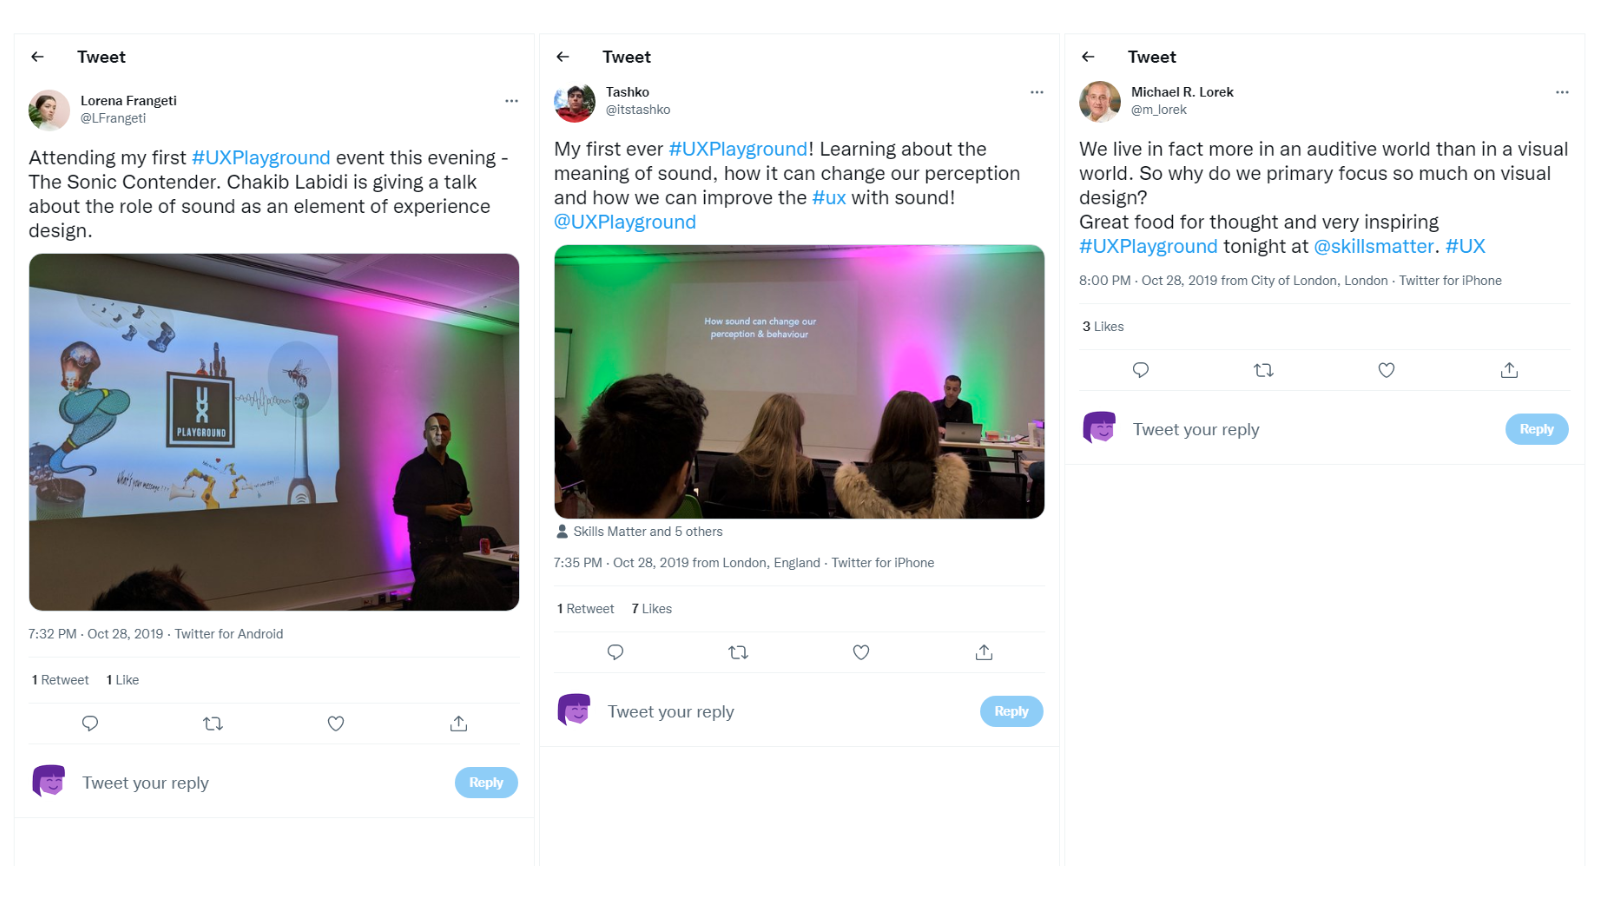 Tweet
Lorena Frangeti
@LFrangeti
Attending my first #UXPlayground event this evening -
The Sonic Contender. Chakib Labidi is giving a talk
about the role of sound as an element of experience
design.
UX
PLAYGROUND
What's your message
7:32 PM · Oct 28, 2019 · Twitter for Android
1 Retweet 1 Like
Tweet your reply
Reply
Tweet
Tashko
@itstashko
My first ever #UXPlayground! Learning about the
meaning of sound, how it can change our perception
and how we can improve the #ux with sound!
@UXPlayground
How sound can change our
perception & behaviour
Skills Matter and 5 others
7:35 PM · Oct 28, 2019 from London, England · Twitter for iPhone
1 Retweet 7 Likes
Tweet your reply
Reply
Tweet
Michael R. Lorek
@m_lorek
We live in fact more in an auditive world than in a visual
world. So why do we primary focus so much on visual
design?
Great food for thought and very inspiring
#UXPlayground tonight at @skillsmatter. #UX
8:00 PM · Oct 28, 2019 from City of London, London · Twitter for iPhone
3 Likes
Tweet your reply
Reply